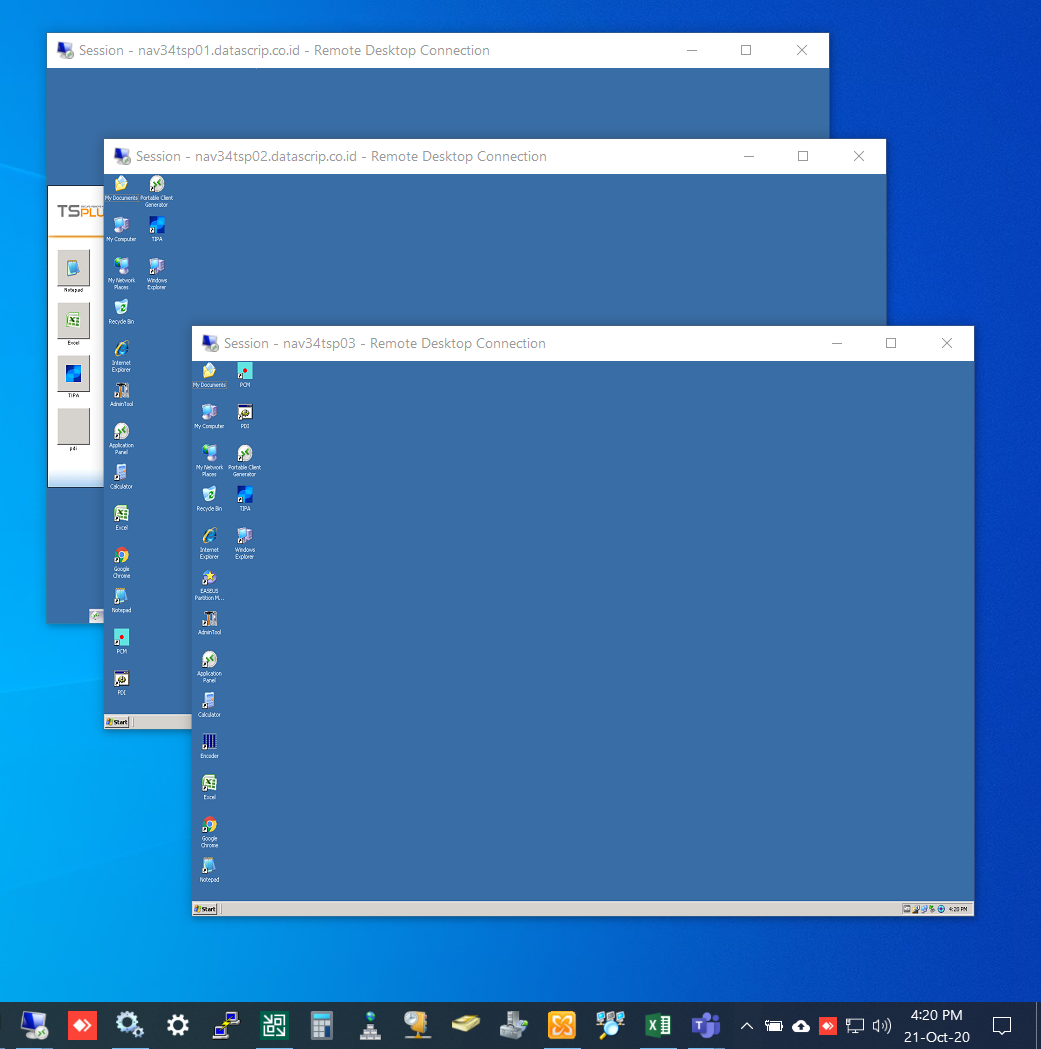 Session - nav34tsp01.datascrip.co.id - Remote Desktop Connection
TSPLU
Notepad
Excel
TIPA
pdi
Session - nav34tsp02.datascrip.co.id - Remote Desktop Connection
My Documents
Portable Client
Generator
My Computer
TIPA
My Network
Places
Windows
Explorer
Recycle Bin
Internet
Explorer
AdminTool
Application
Panel
Calculator
Excel
Google
Chrome
Notepad
PCM
PDI
Start
Session - nav34tsp03 - Remote Desktop Connection
My Documents
PCM
My Computer
PDI
My Network
Places
Portable Client
Generator
Recycle Bin
TIPA
Internet
Explorer
Windows
Explorer
EASEUS
Partition M...
AdminTool
Application
Panel
Calculator
Encoder
Excel
Google
Chrome
Notepad
Start
4:20 PM
4:20 PM
21-Oct-20